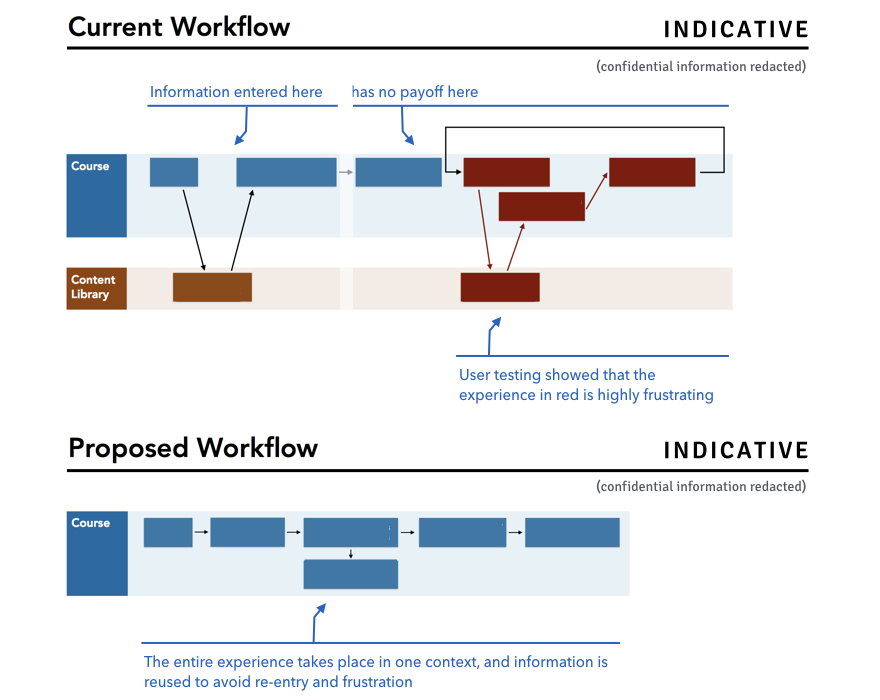 Current Workflow
INDICATIVE
(confidential information redacted)
Information entered here
has no payoff here
Course
Content
Library
User testing showed that the
experience in red is highly frustrating
Proposed Workflow
INDICATIVE
(confidential information redacted)
Course
The entire experience takes place in one context, and information is
reused to avoid re-entry and frustration